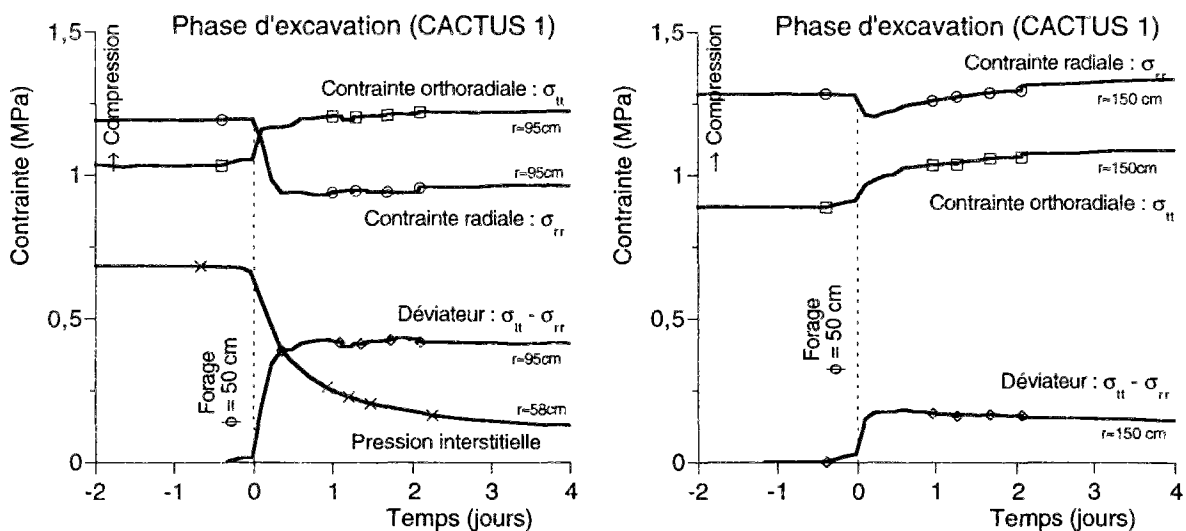 Phase d'excavation (CACTUS 1)
1,5
1
0,5
0
Contrainte (MPa)
→ Compression
Contrainte orthoradiale : σtt
r=95cm
r=95cm
Contrainte radiale : σrr
Déviateur : σtt - σrr
r=95cm
r=58cm
Pression interstitielle
Forage
ϕ = 50 cm
-2 -1 0 1 2 3 4
Temps (jours)
Phase d'excavation (CACTUS 1)
1,5
1
0,5
0
Contrainte (MPa)
→ Compression
Contrainte radiale : σrr
r=150 cm
r=150cm
Contrainte orthoradiale : σtt
Forage
ϕ = 50 cm
Déviateur : σtt - σrr
r=150 cm
-2 -1 0 1 2 3 4
Temps (jours)